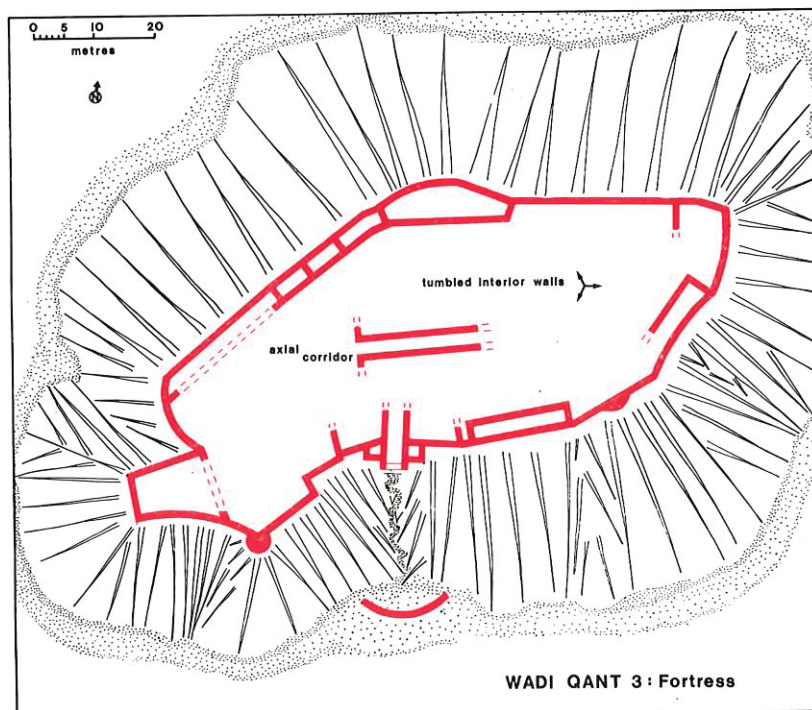 0 5 10 20
metres
N
tumbled interior walls
axial corridor
WADI QANT 3: Fortress